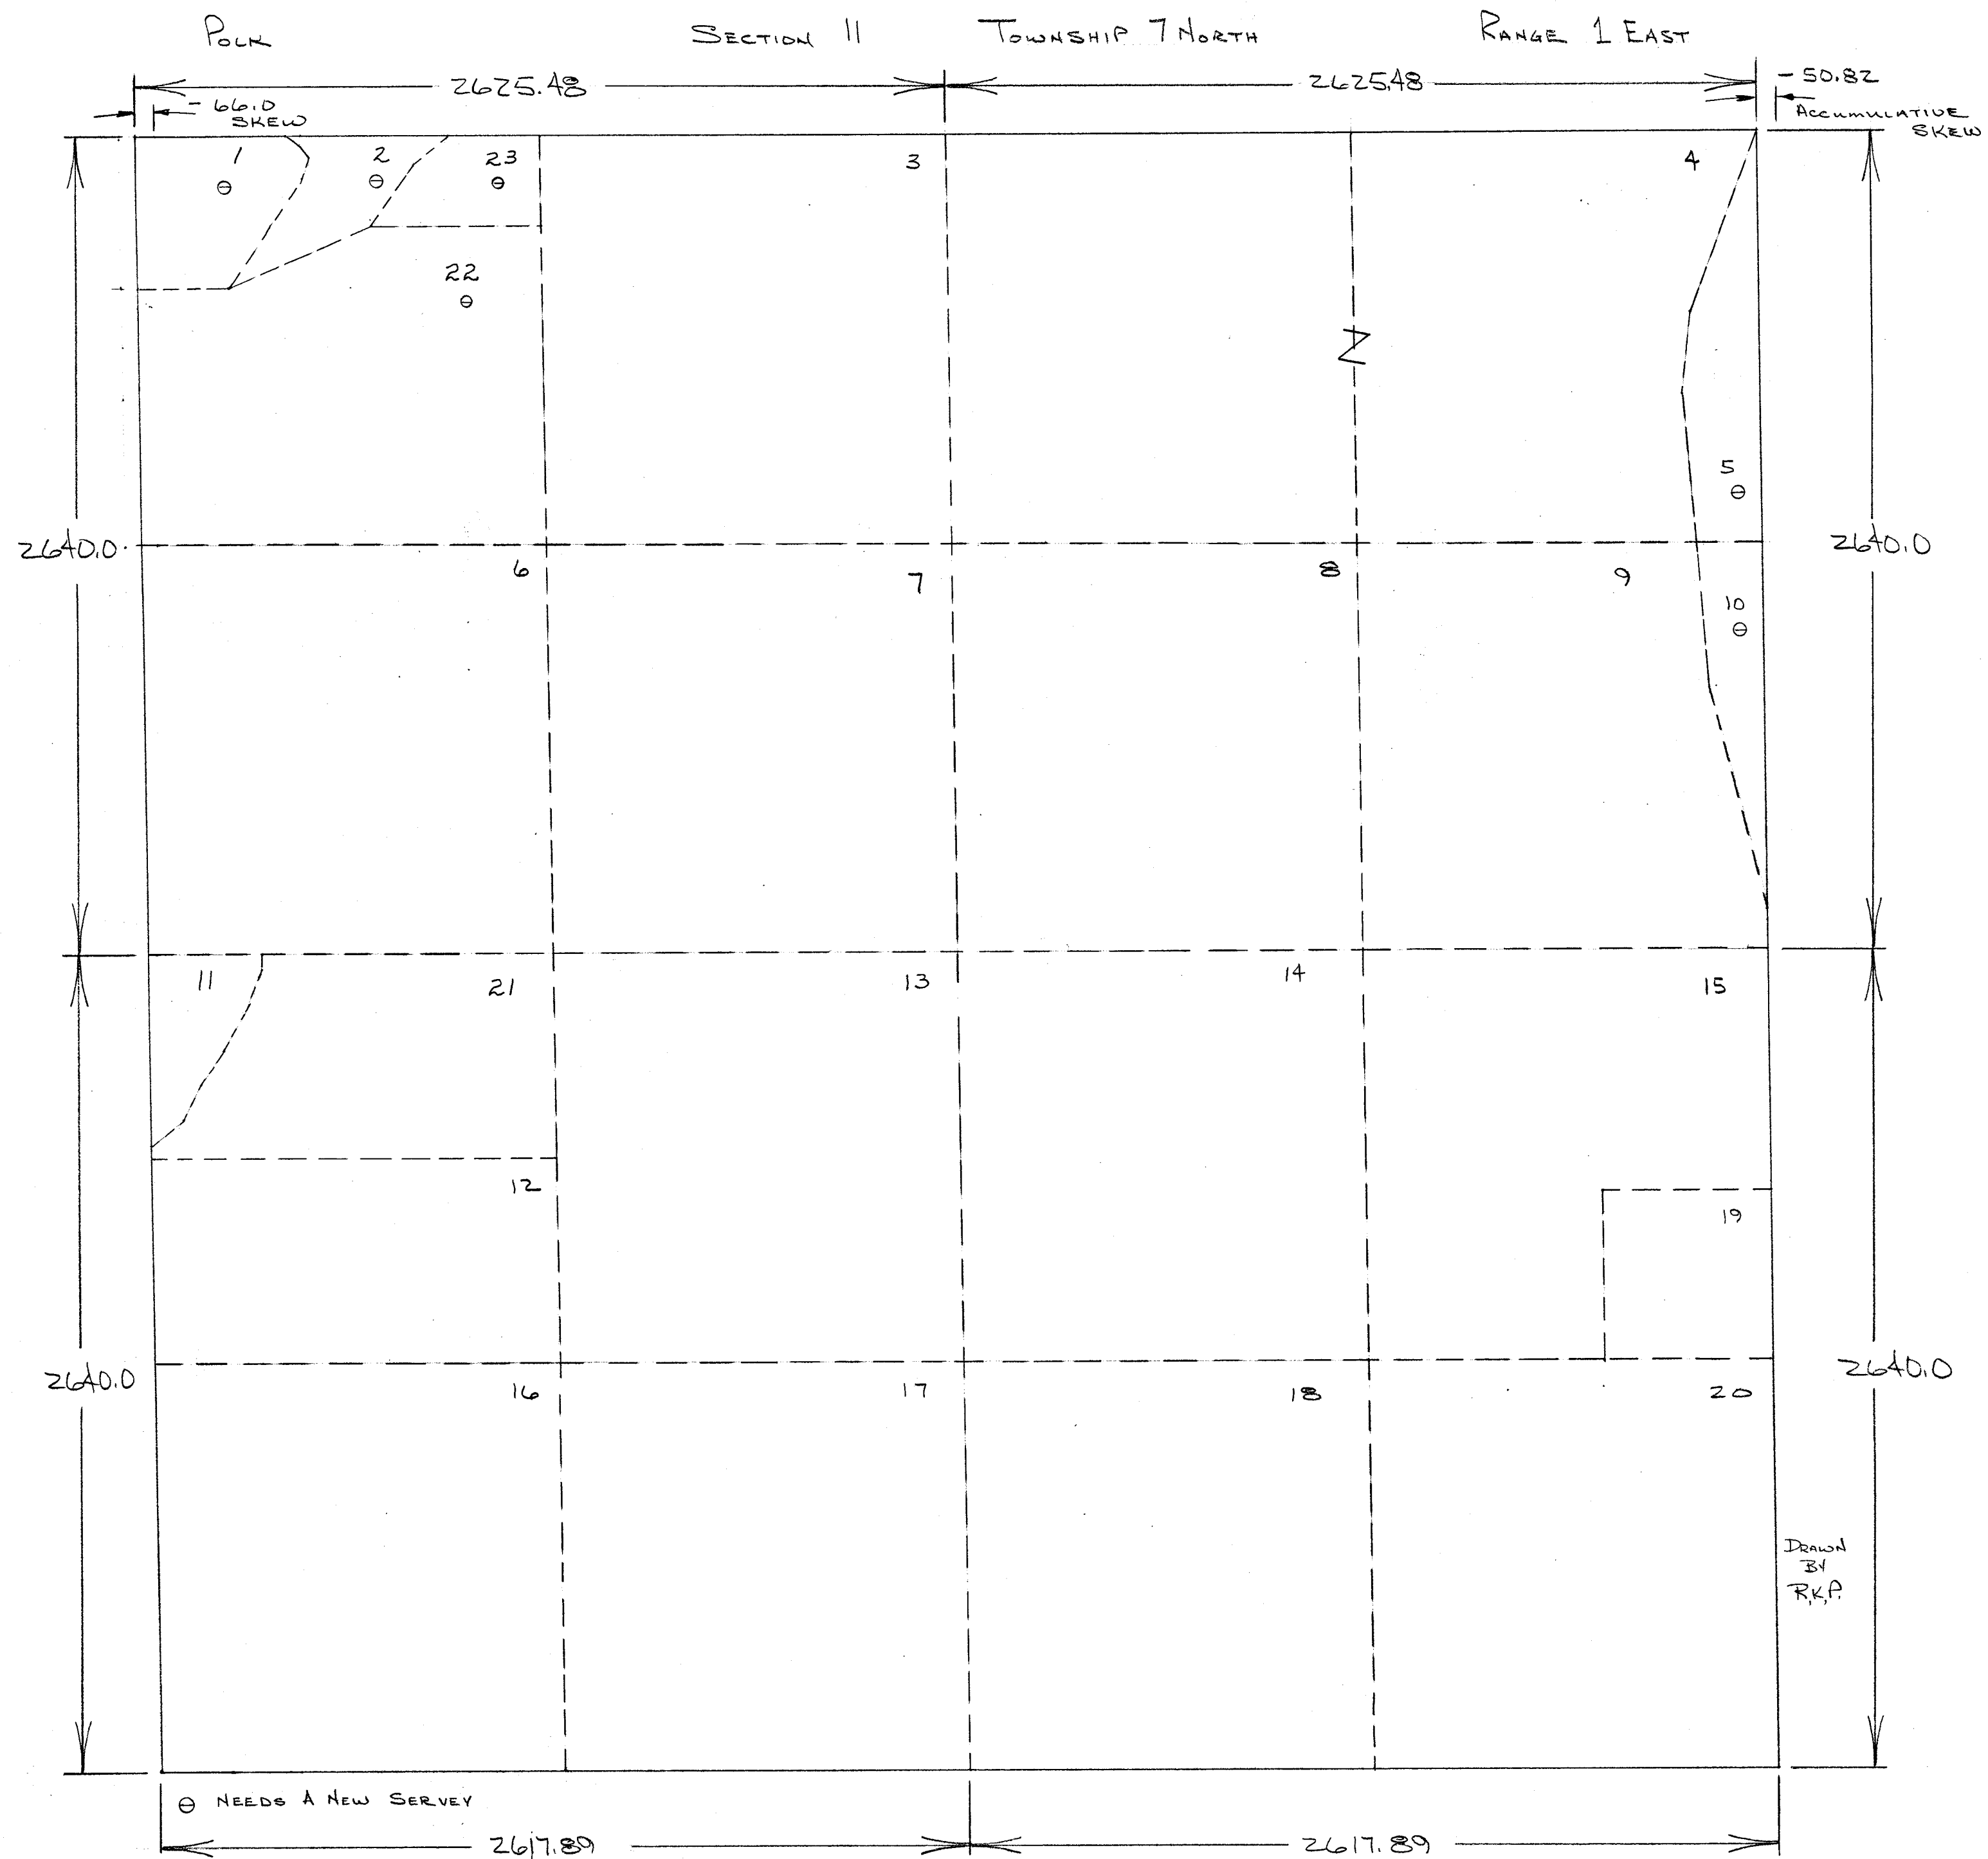 POLK SECTION 11 TOWNSHIP 7 NORTH RANGE 1 EAST
2625.48 2625.48 - 50.82
- 66.0
SKEW
ACCUMULATIVE
SKEW
1 2 23 3 4
22
Z
5
2640.0 2640.0
6 7 8 9
10
11 21 13 14 15
12 19
2640.0 2640.0
16 17 18 20
DRAWN
BY
R.K.P.
⊖ NEEDS A NEW SERVEY
2617.89 2617.89